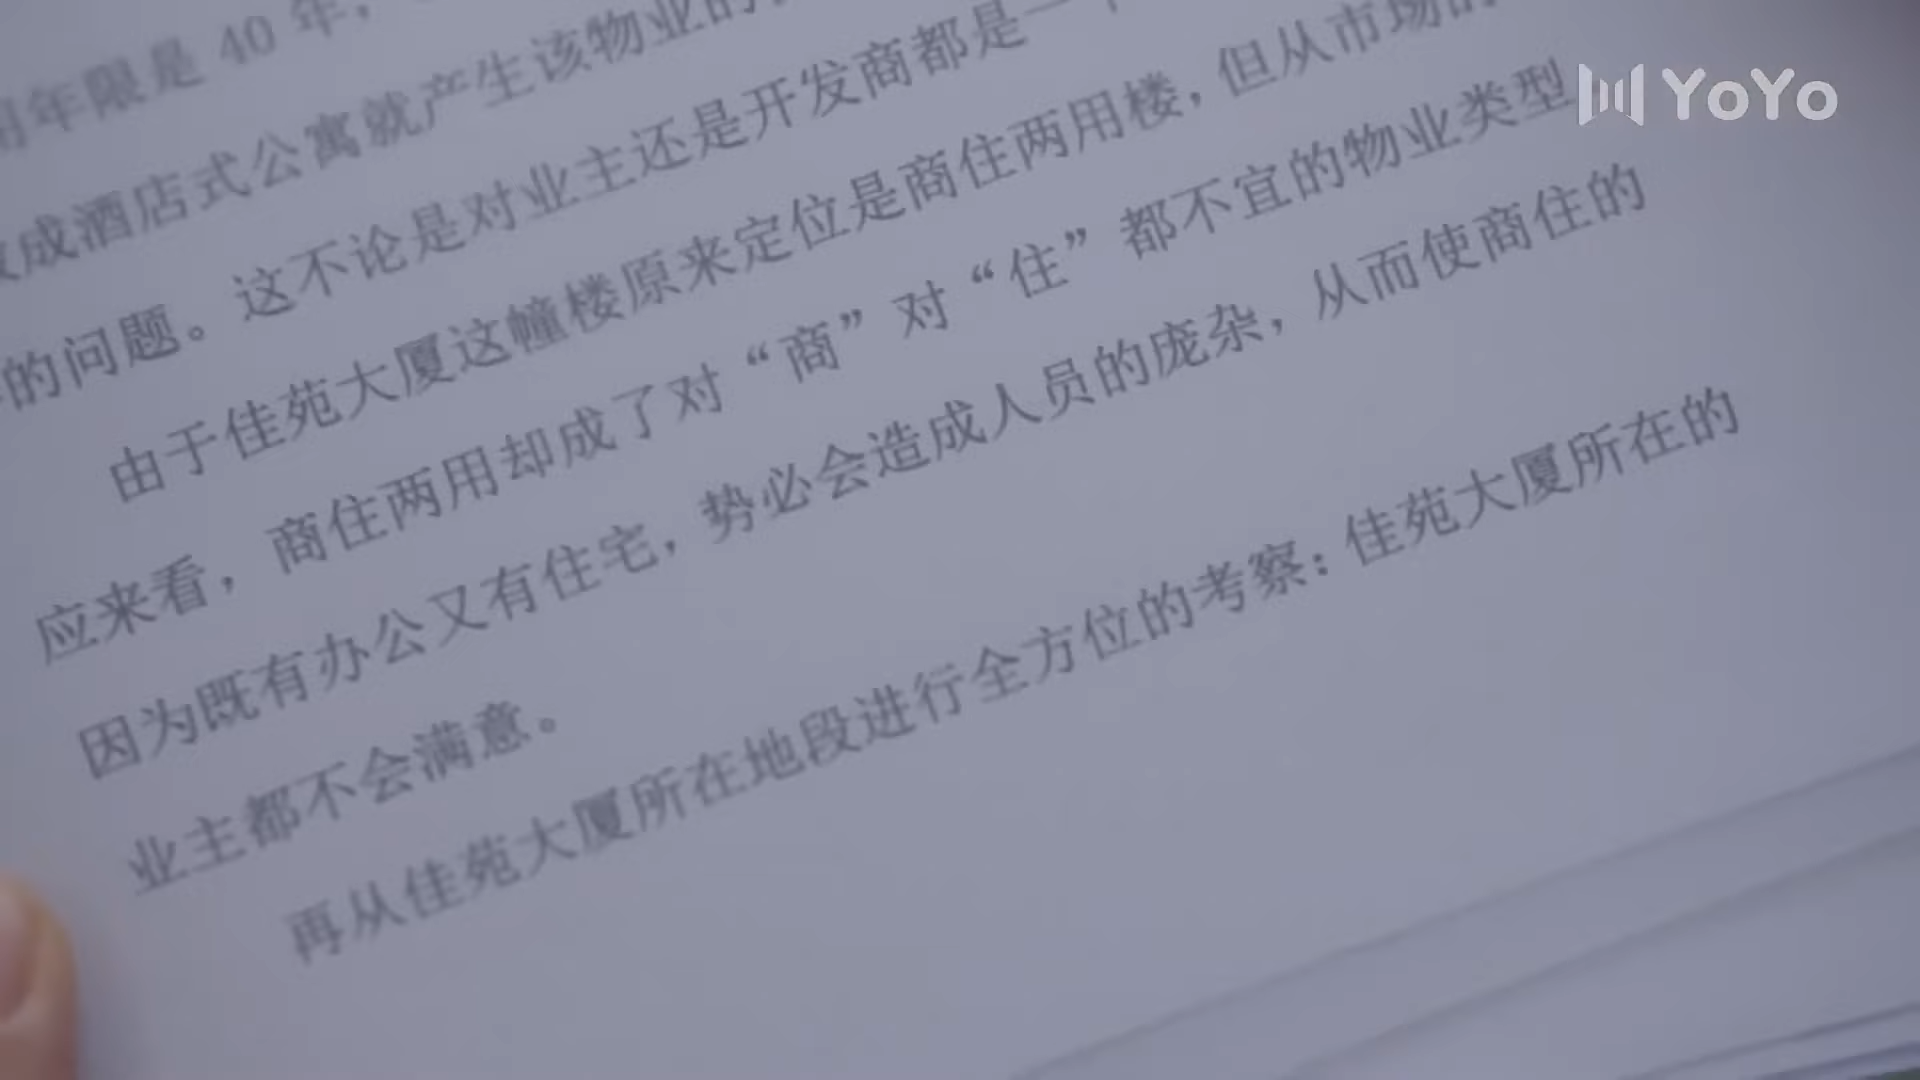 年限是 40 年，
成酒店式公寓就产生该物业的
的问题。这不论是对业主还是开发商都是一
由于佳苑大厦这幢楼原来定位是商住两用楼，但从市场的
应来看，商住两用却成了对“商”对“住”都不宜的物业类型
因为既有办公又有住宅，势必会造成人员的庞杂，从而使商住的
业主都不会满意。
再从佳苑大厦所在地段进行全方位的考察：佳苑大厦所在的
YoYo